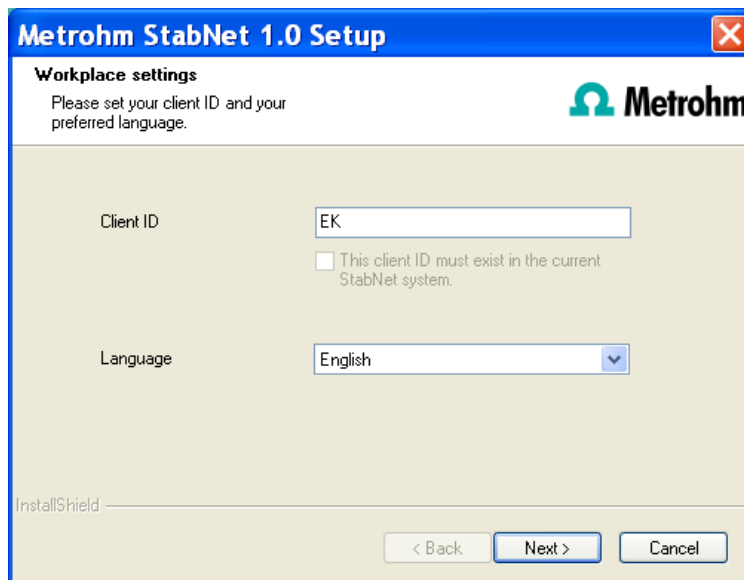 Metrohm StabNet 1.0 Setup
Workplace settings
Please set your client ID and your
preferred language.
Metrohm
Client ID
EK
This client ID must exist in the current
StabNet system.
Language
English
InstallShield
< Back
Next >
Cancel